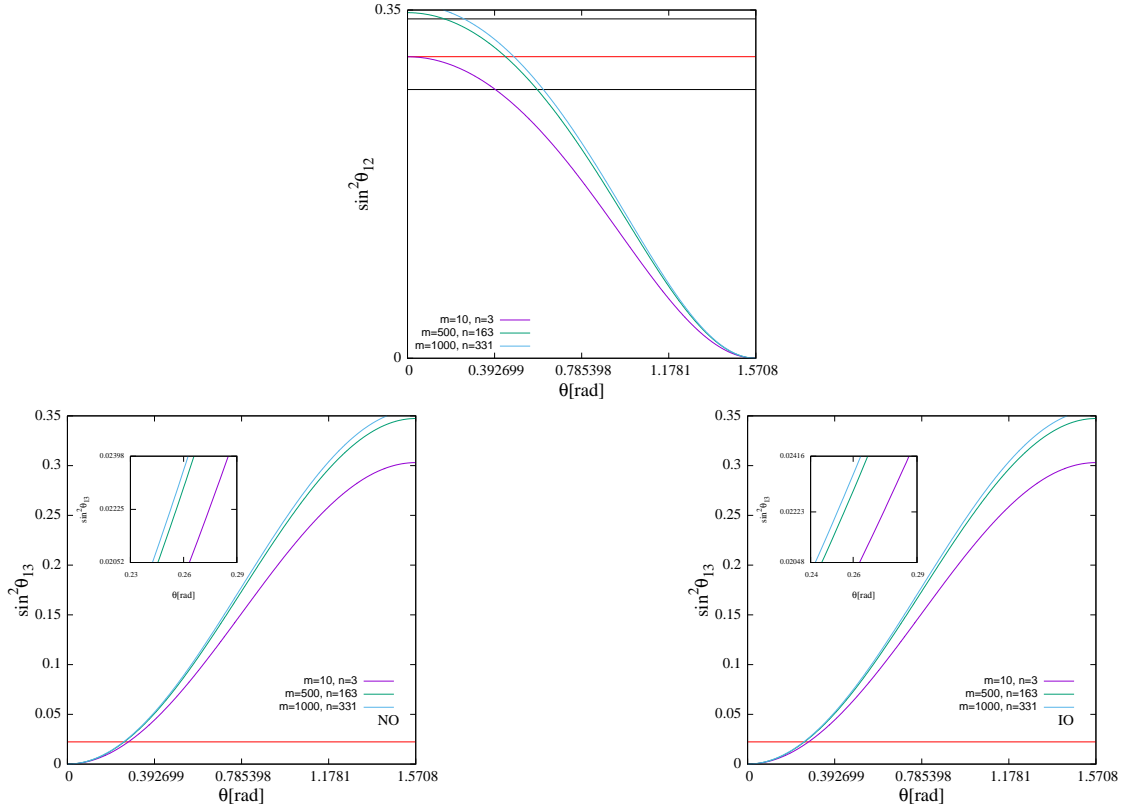 0.35
0
sin²θ₁₂
m=10, n=3
m=500, n=163
m=1000, n=331
0 0.392699 0.785398 1.1781 1.5708
θ[rad]
0.35
0.3
0.25
0.2
0.15
0.1
0.05
0
sin²θ₁₃
0.02398
0.02225
0.02052
sin²θ₁₃
0.23 0.26 0.29
θ[rad]
m=10, n=3
m=500, n=163
m=1000, n=331
NO
0 0.392699 0.785398 1.1781 1.5708
θ[rad]
0.35
0.3
0.25
0.2
0.15
0.1
0.05
0
sin²θ₁₃
0.02416
0.02223
0.02048
sin²θ₁₃
0.24 0.26 0.29
θ[rad]
m=10, n=3
m=500, n=163
m=1000, n=331
IO
0 0.392699 0.785398 1.1781 1.5708
θ[rad]